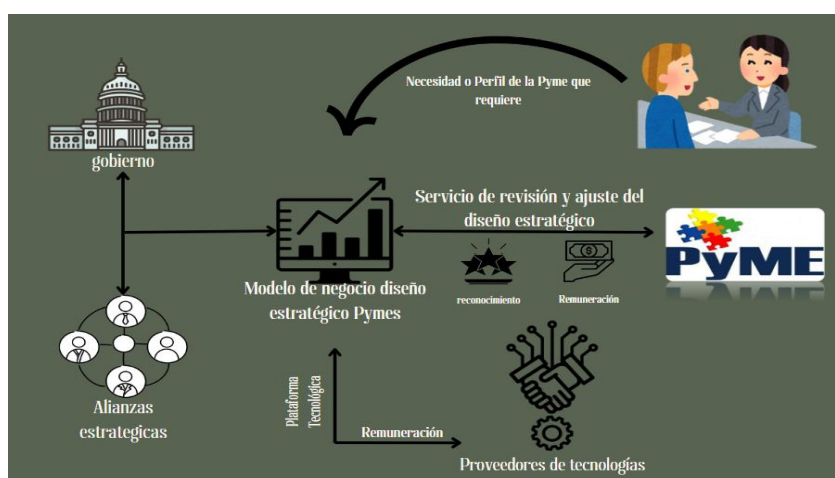 Necesidad o Perfil de la Pyme que
requiere
gobierno
Servicio de revisión y ajuste del
diseño estratégico
PyME
reconocimiento
Remuneración
Modelo de negocio diseño
estratégico Pymes
Plataforma
Tecnológica
Remuneración
Alianzas
estrategicas
Proveedores de tecnologías